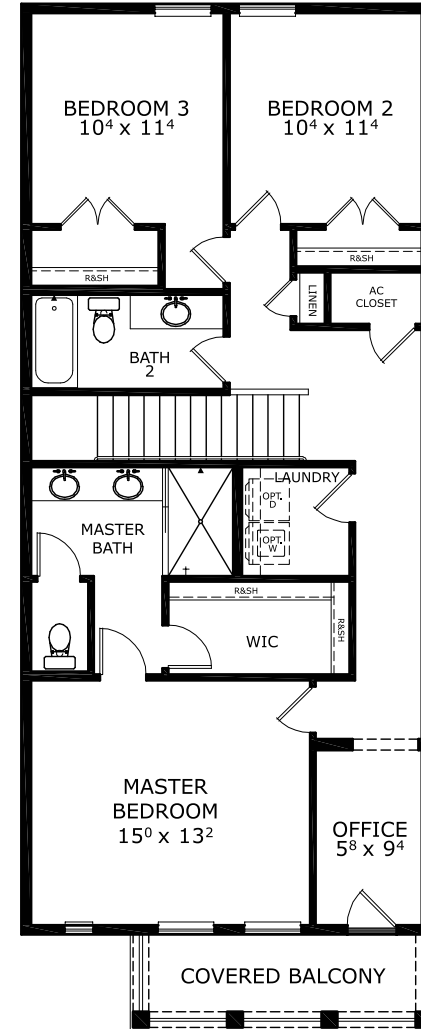 BEDROOM 3
10⁴ x 11⁴
BEDROOM 2
10⁴ x 11⁴
R&SH
R&SH
LINEN
AC
CLOSET
BATH
2
LAUNDRY
OPT.
D
OPT.
W
MASTER
BATH
R&SH
R&SH
WIC
MASTER
BEDROOM
15⁰ x 13²
OFFICE
5⁸ x 9⁴
COVERED BALCONY